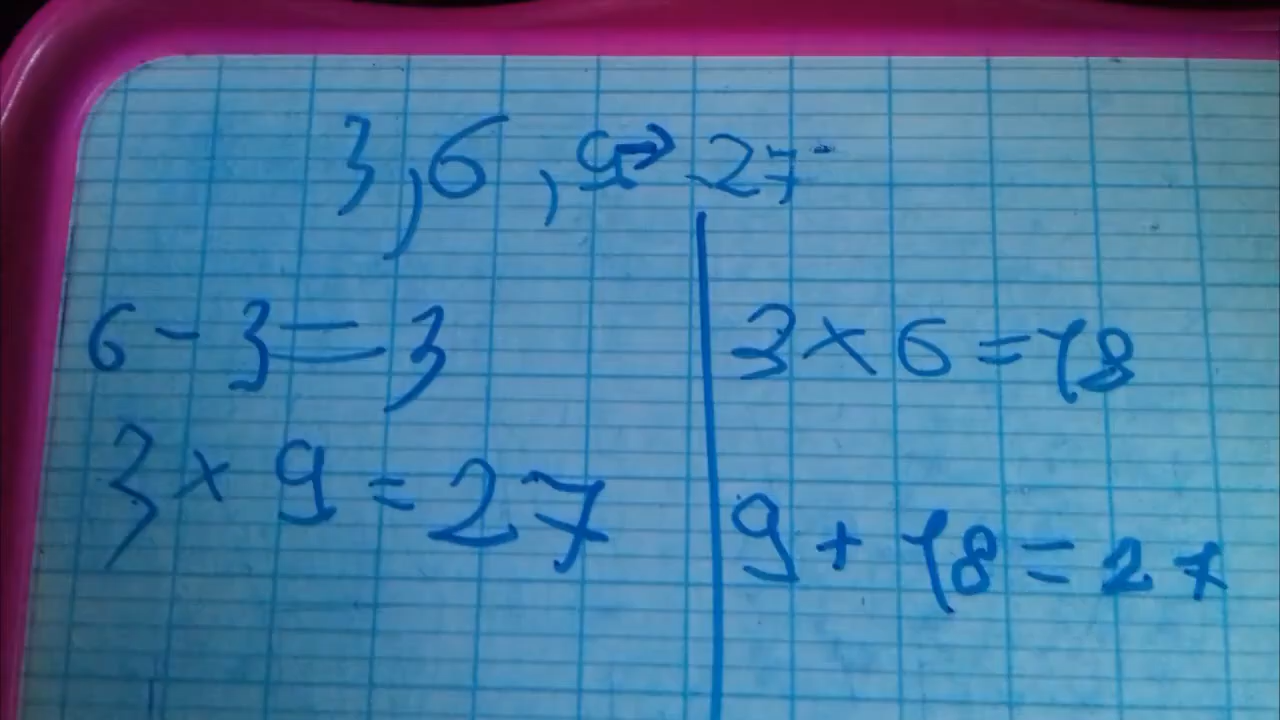 3, 6, 9 → 27
6 - 3 = 3
3 × 9 = 27
3 × 6 = 18
9 + 18 = 27